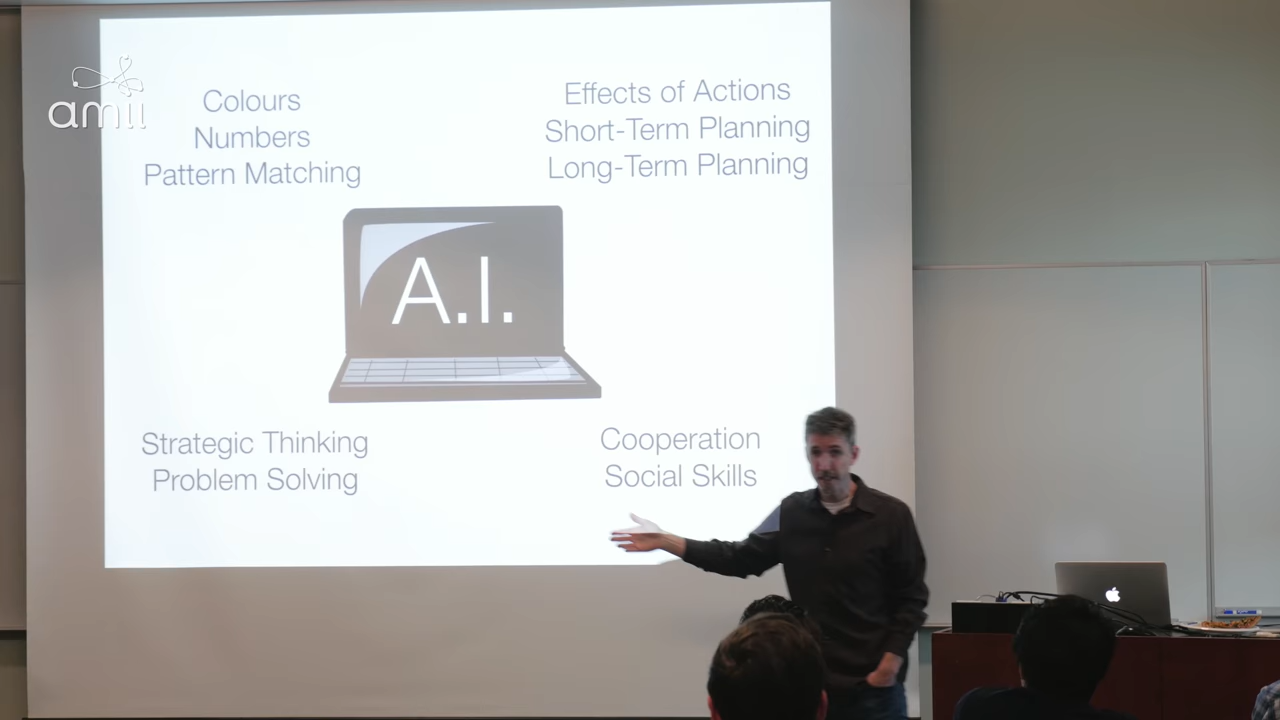 amii
Colours
Numbers
Pattern Matching
Effects of Actions
Short-Term Planning
Long-Term Planning
A.I.
Strategic Thinking
Problem Solving
Cooperation
Social Skills